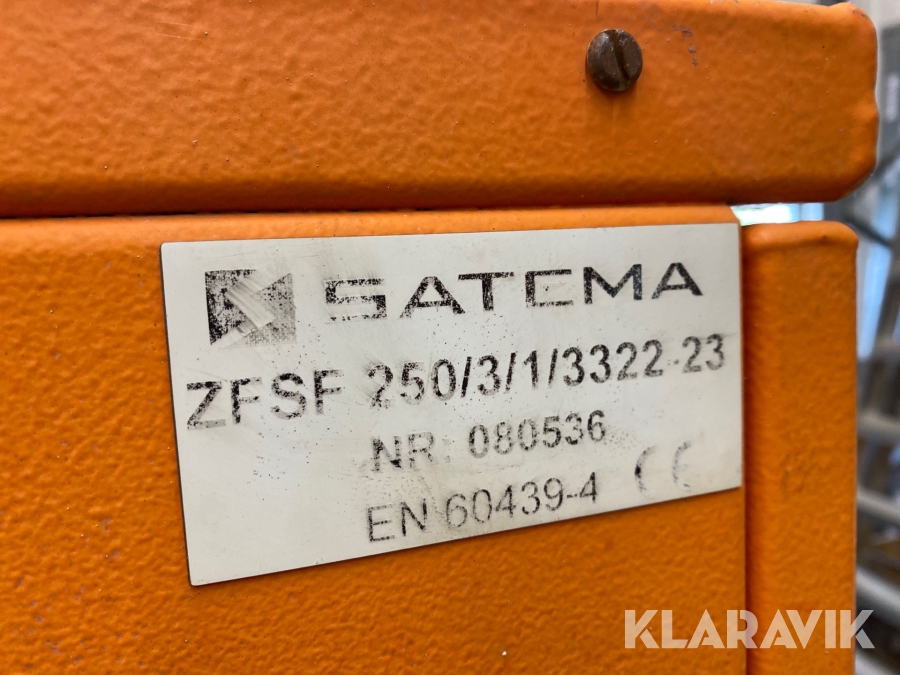 SATEMA
ZFSF 250/3/1/3322-23
NR: 080536
EN 60439-4 CE
KLARAVIK